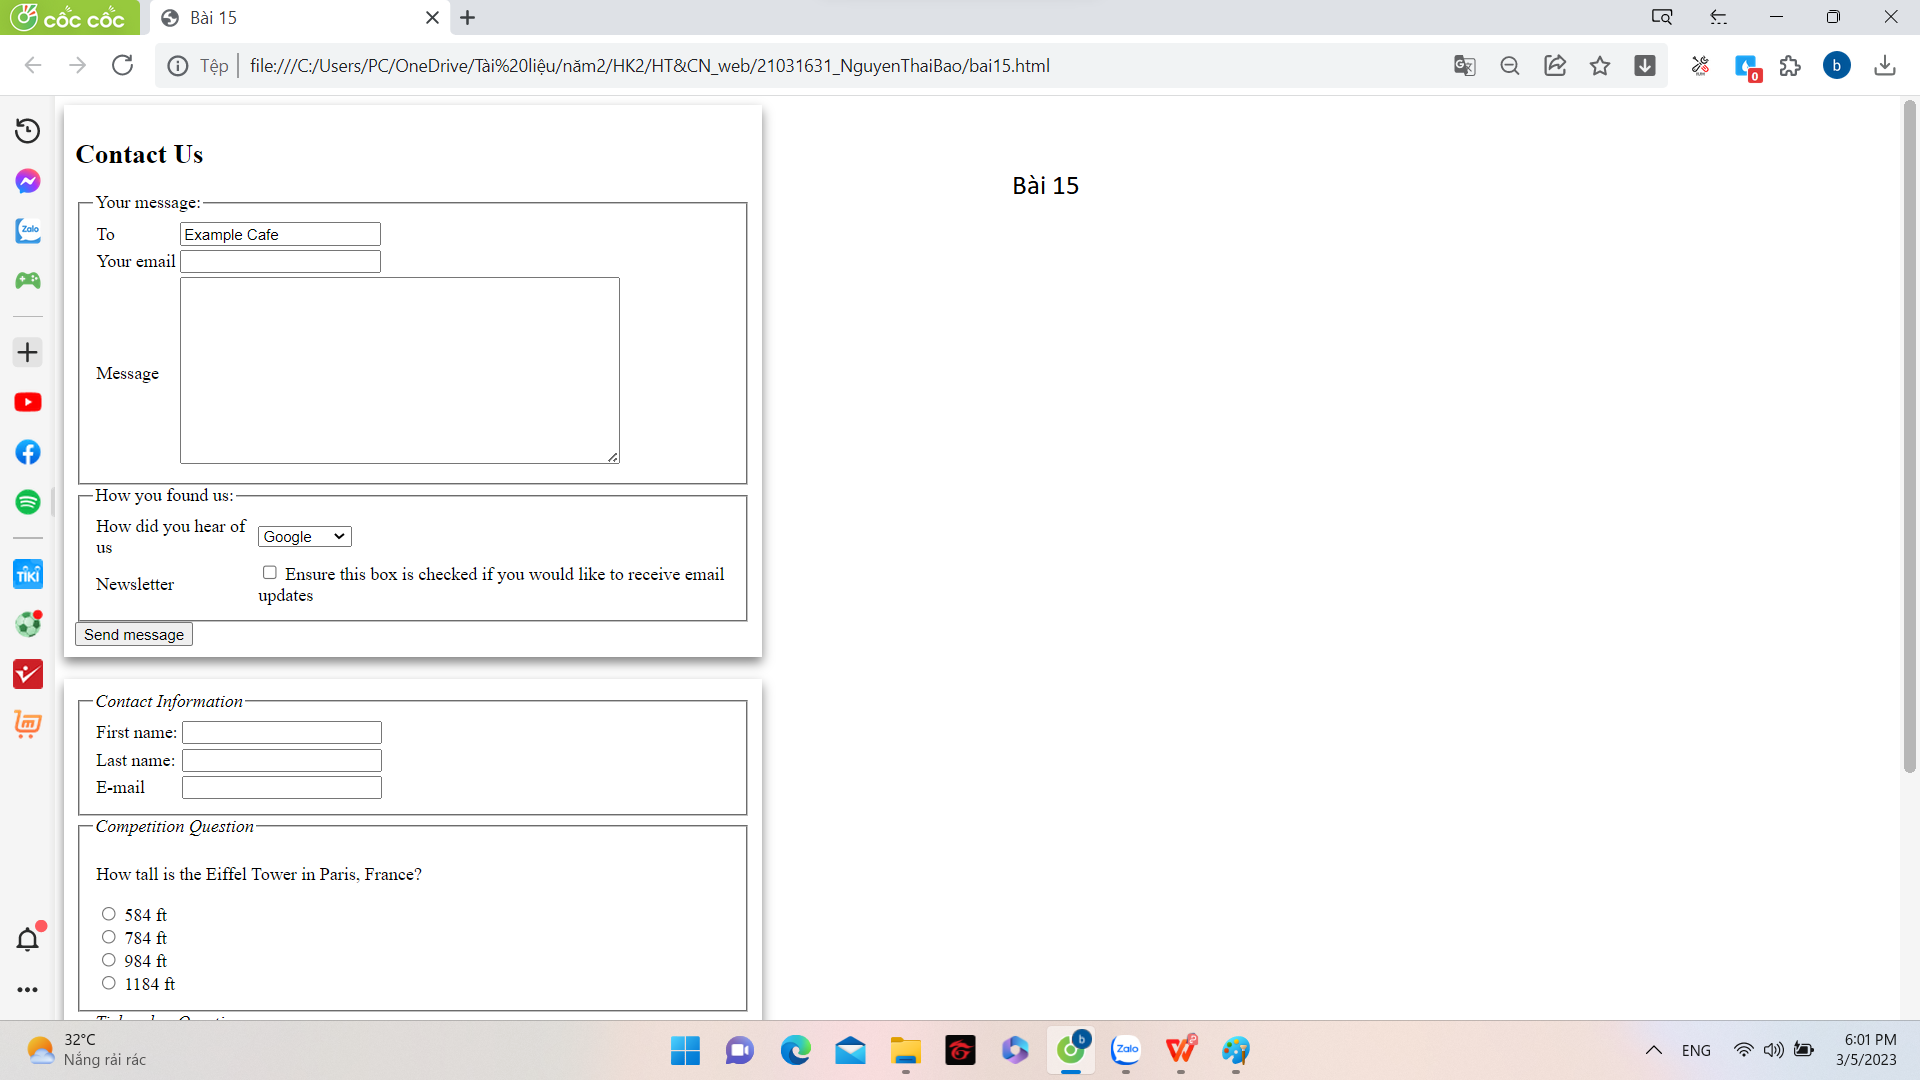 cốc cốc
Bài 15
Tệp
file:///C:/Users/PC/OneDrive/Tài%20liệu/năm2/HK2/HT&CN_web/21031631_NguyenThaiBao/bai15.html
0
b
Contact Us
Bài 15
Your message:
To
Example Cafe
Zalo
Your email
Message
How you found us:
How did you hear of us
Google
TIKI
Newsletter
Ensure this box is checked if you would like to receive email
updates
Send message
Contact Information
First name:
Last name:
E-mail
Competition Question
How tall is the Eiffel Tower in Paris, France?
584 ft
784 ft
984 ft
1184 ft
32°C
Nắng rải rác
b
Zalo
ENG
6:01 PM
3/5/2023